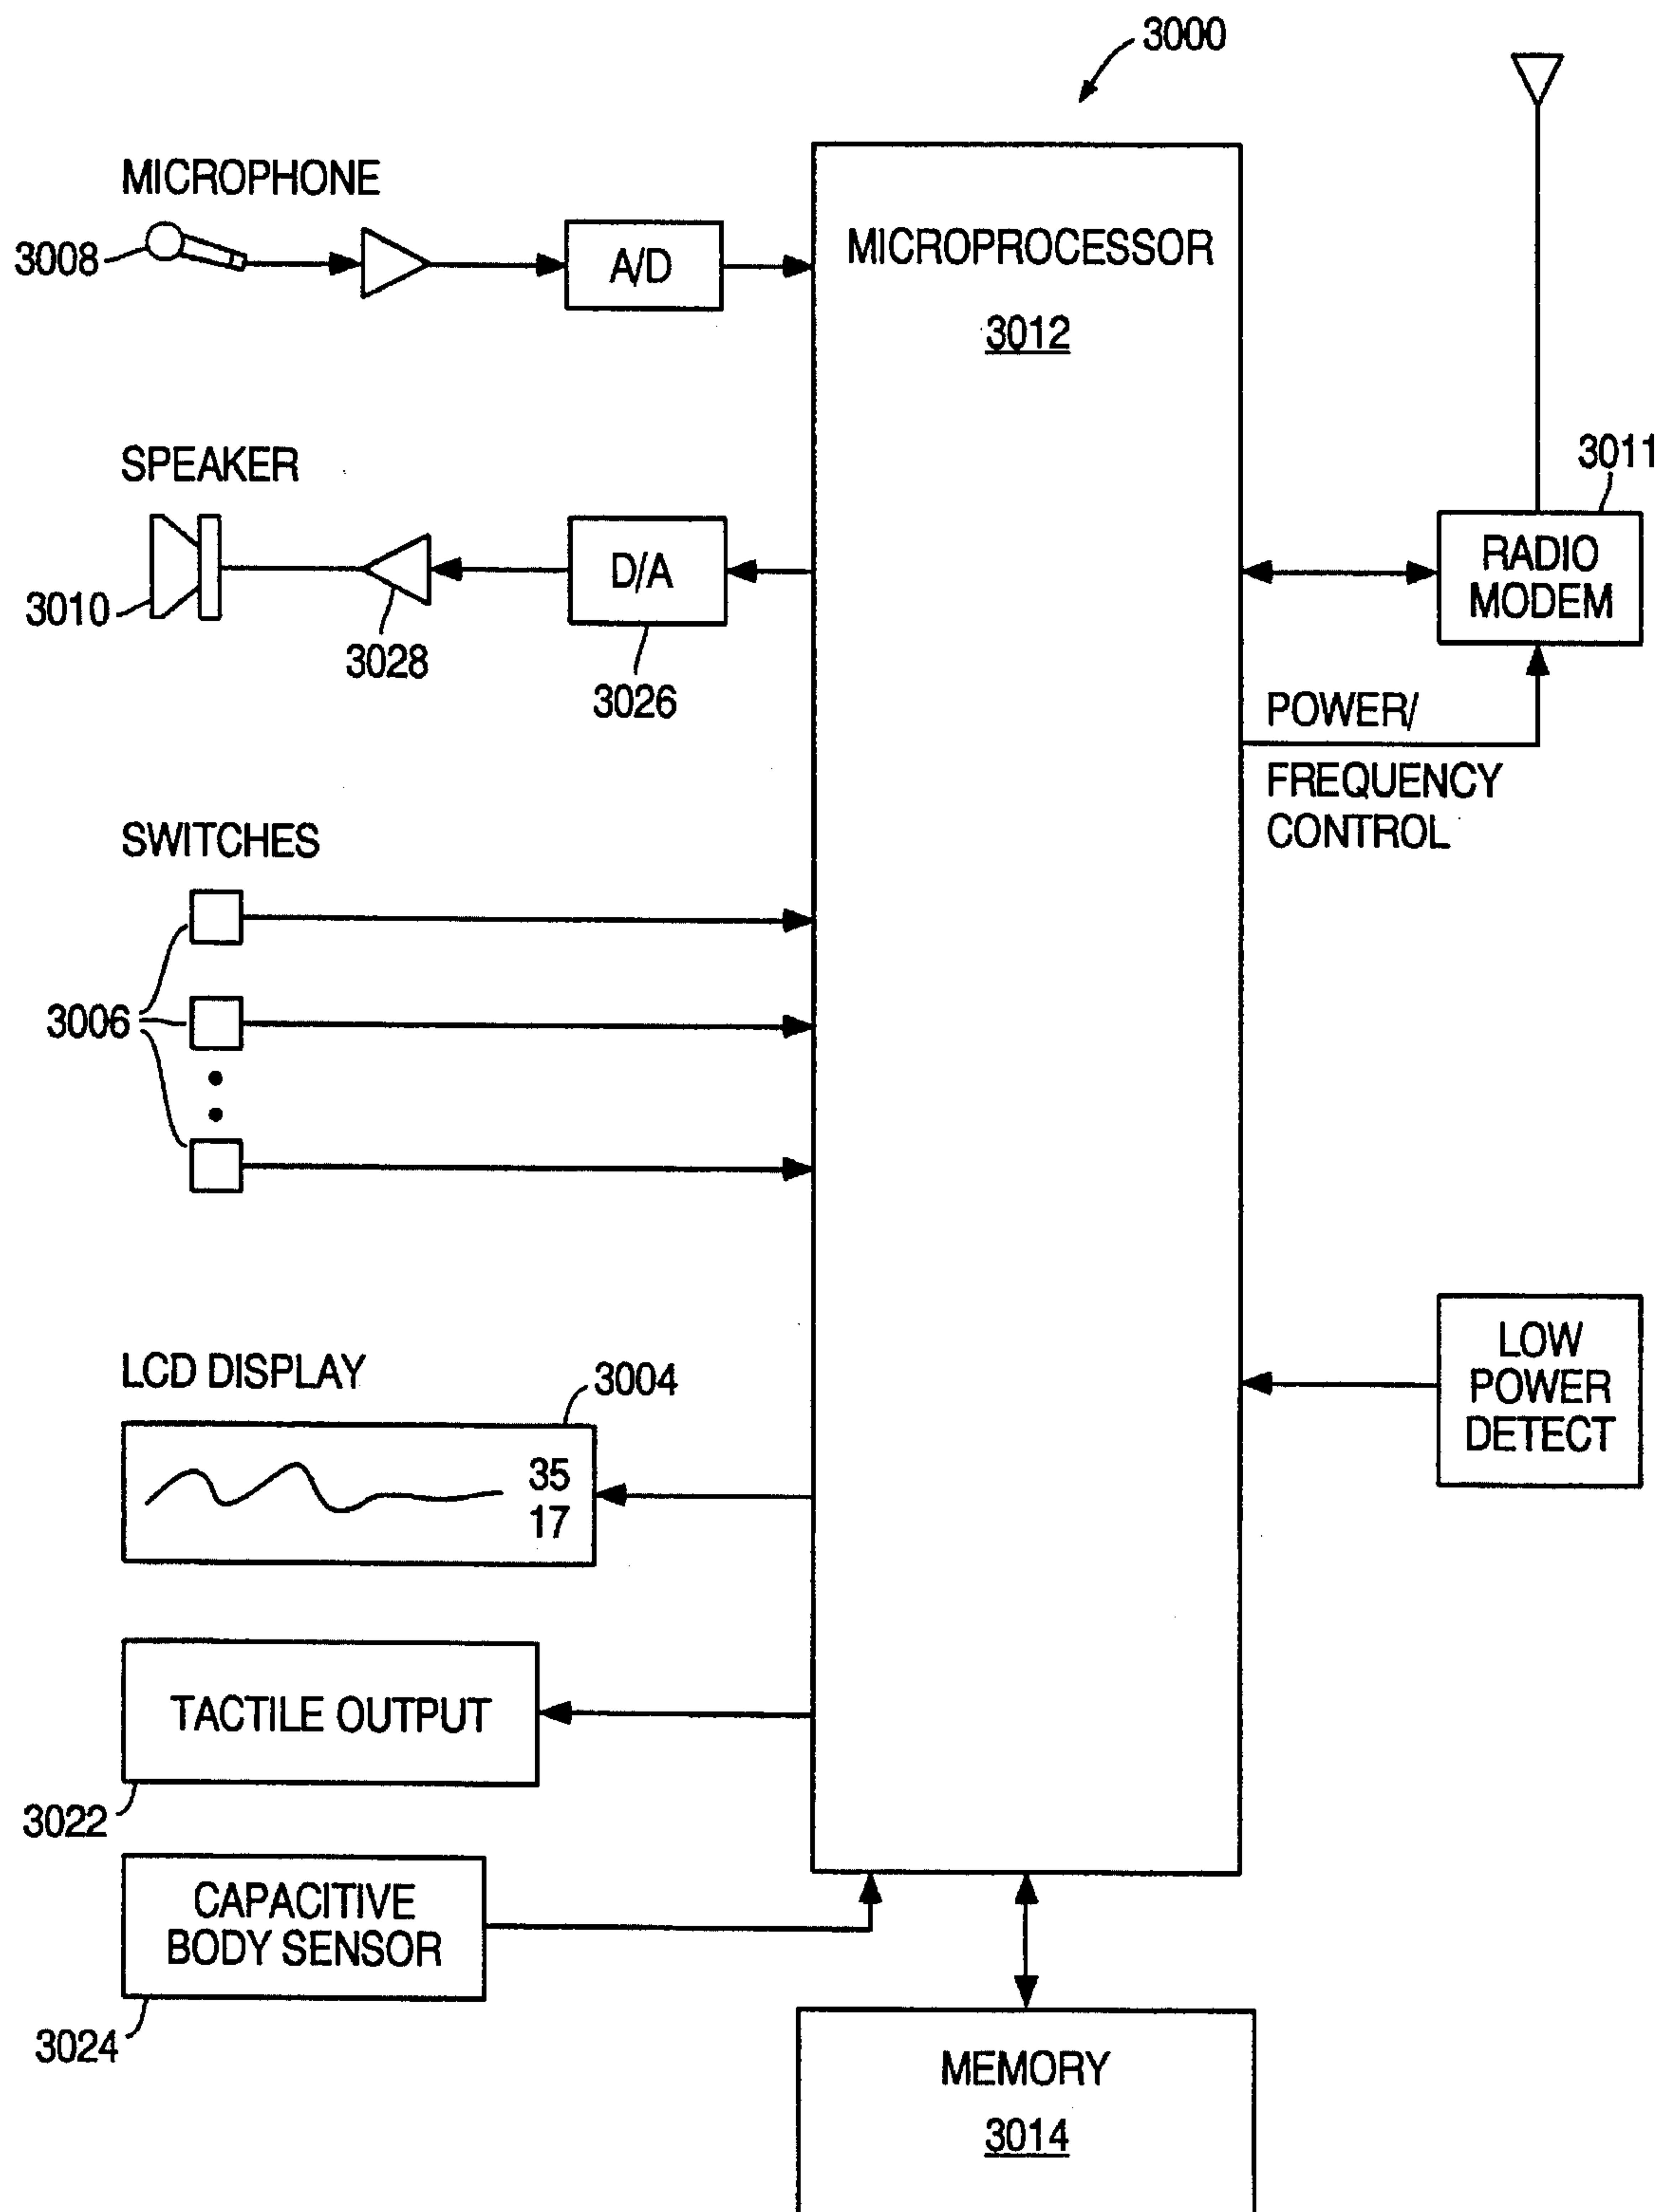 3000
MICROPHONE
3008
A/D
MICROPROCESSOR
3012
SPEAKER
3010
3028
D/A
3026
3011
RADIO
MODEM
POWER/
FREQUENCY
CONTROL
SWITCHES
3006
LCD DISPLAY
3004
35
17
LOW
POWER
DETECT
TACTILE OUTPUT
3022
CAPACITIVE
BODY SENSOR
3024
MEMORY
3014